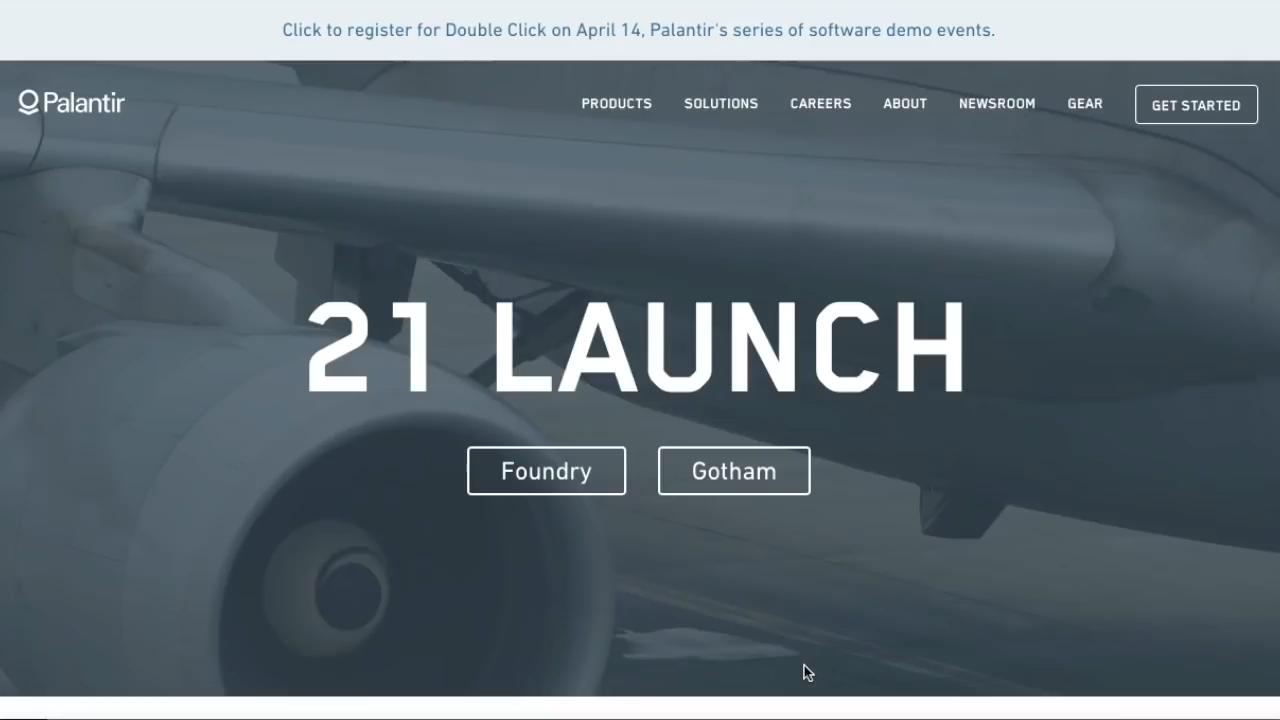 Click to register for Double Click on April 14, Palantir's series of software demo events.
Palantir
PRODUCTS SOLUTIONS CAREERS ABOUT NEWSROOM GEAR GET STARTED
21 LAUNCH
Foundry Gotham